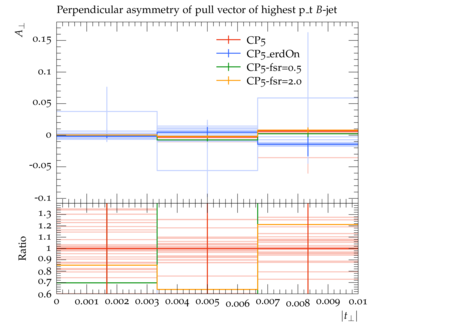 Perpendicular asymmetry of pull vector of highest p_t B-jet
A⊥
0.15
0.1
0.05
0
-0.05
-0.1
CP5
CP5_erdOn
CP5-fsr=0.5
CP5-fsr=2.0
Ratio
1.3
1.2
1.1
1
0.9
0.8
0.7
0.6
0 0.001 0.002 0.003 0.004 0.005 0.006 0.007 0.008 0.009 0.01
|t⊥|